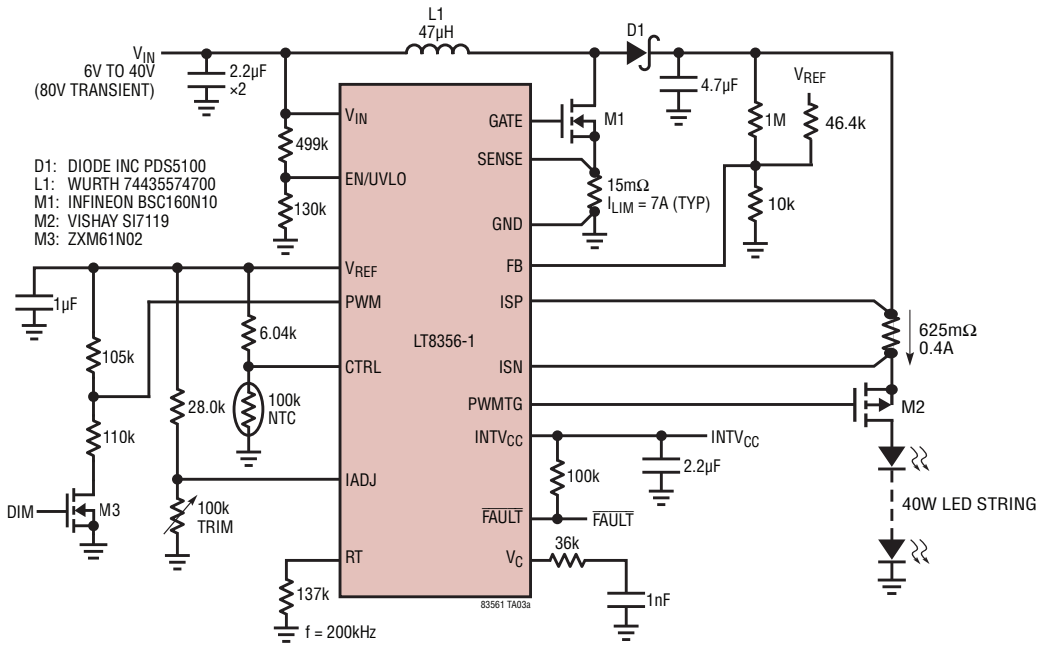 L1
47µH
D1
VIN
6V TO 40V
(80V TRANSIENT)
2.2µF
×2
4.7µF
VREF
1M
46.4k
10k
VIN
GATE
M1
499k
SENSE
EN/UVLO
15mΩ
ILIM = 7A (TYP)
130k
GND
D1: DIODE INC PDS5100
L1: WURTH 74435574700
M1: INFINEON BSC160N10
M2: VISHAY SI7119
M3: ZXM61N02
VREF
FB
1µF
PWM
ISP
6.04k
LT8356-1
625mΩ
0.4A
105k
CTRL
ISN
28.0k
100k
NTC
PWMTG
M2
110k
INTVCC
INTVCC
100k
2.2µF
IADJ
DIM
M3
100k
TRIM
FAULT
FAULT
40W LED STRING
RT
VC
36k
137k
1nF
83561 TA03a
f = 200kHz